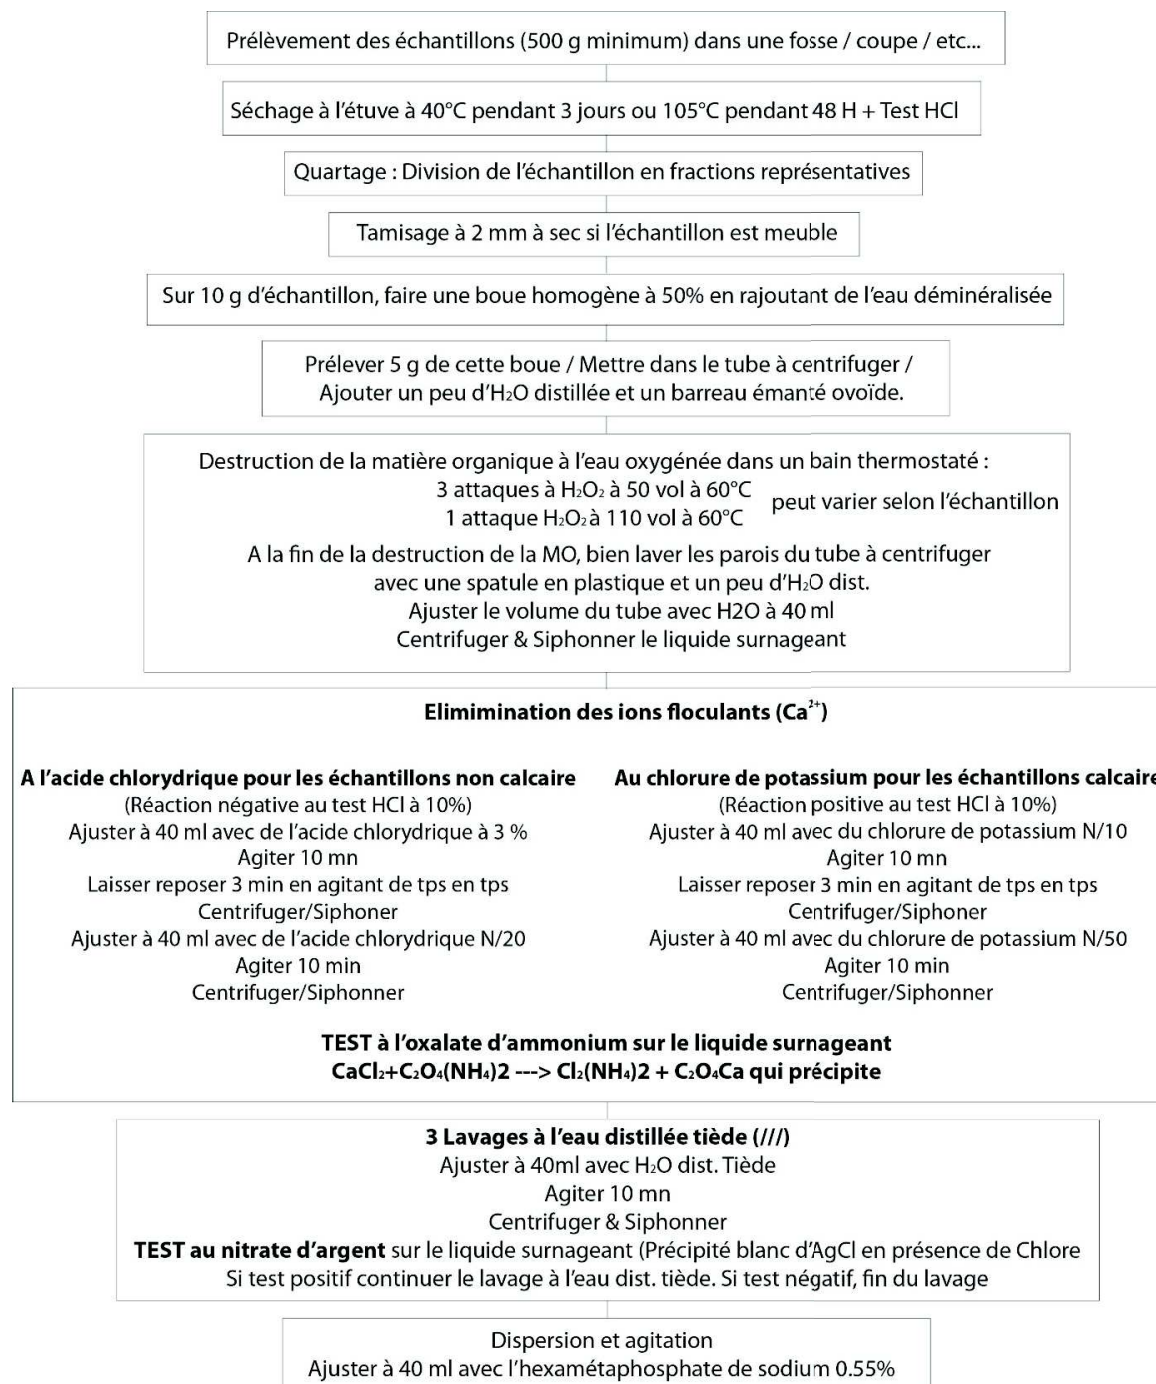 Prélèvement des échantillons (500 g minimum) dans une fosse / coupe / etc...
Séchage à l'étuve à 40°C pendant 3 jours ou 105°C pendant 48 H + Test HCl
Quartage : Division de l'échantillon en fractions représentatives
Tamisage à 2 mm à sec si l'échantillon est meuble
Sur 10 g d'échantillon, faire une boue homogène à 50% en rajoutant de l'eau déminéralisée
Prélever 5 g de cette boue / Mettre dans le tube à centrifuger /
Ajouter un peu d'H₂O distillée et un barreau émanté ovoïde.
Destruction de la matière organique à l'eau oxygénée dans un bain thermostaté :
3 attaques à H₂O₂ à 50 vol à 60°C
1 attaque H₂O₂ à 110 vol à 60°C
peut varier selon l'échantillon
A la fin de la destruction de la MO, bien laver les parois du tube à centrifuger
avec une spatule en plastique et un peu d'H₂O dist.
Ajuster le volume du tube avec H2O à 40 ml
Centrifuger & Siphonner le liquide surnageant
Elimimination des ions floculants (Ca²⁺)
A l'acide chlorydrique pour les échantillons non calcaire
(Réaction négative au test HCl à 10%)
Ajuster à 40 ml avec de l'acide chlorydrique à 3 %
Agiter 10 mn
Laisser reposer 3 min en agitant de tps en tps
Centrifuger/Siphoner
Ajuster à 40 ml avec de l'acide chlorydrique N/20
Agiter 10 min
Centrifuger/Siphonner
Au chlorure de potassium pour les échantillons calcaire
(Réaction positive au test HCl à 10%)
Ajuster à 40 ml avec du chlorure de potassium N/10
Agiter 10 mn
Laisser reposer 3 min en agitant de tps en tps
Centrifuger/Siphoner
Ajuster à 40 ml avec du chlorure de potassium N/50
Agiter 10 min
Centrifuger/Siphonner
TEST à l'oxalate d'ammonium sur le liquide surnageant
CaCl₂+C₂O₄(NH₄)2 ---> Cl₂(NH₄)2 + C₂O₄Ca qui précipite
3 Lavages à l'eau distillée tiède (///)
Ajuster à 40ml avec H₂O dist. Tiède
Agiter 10 mn
Centrifuger & Siphonner
TEST au nitrate d'argent sur le liquide surnageant (Précipité blanc d'AgCl en présence de Chlore
Si test positif continuer le lavage à l'eau dist. tiède. Si test négatif, fin du lavage
Dispersion et agitation
Ajuster à 40 ml avec l'hexamétaphosphate de sodium 0.55%